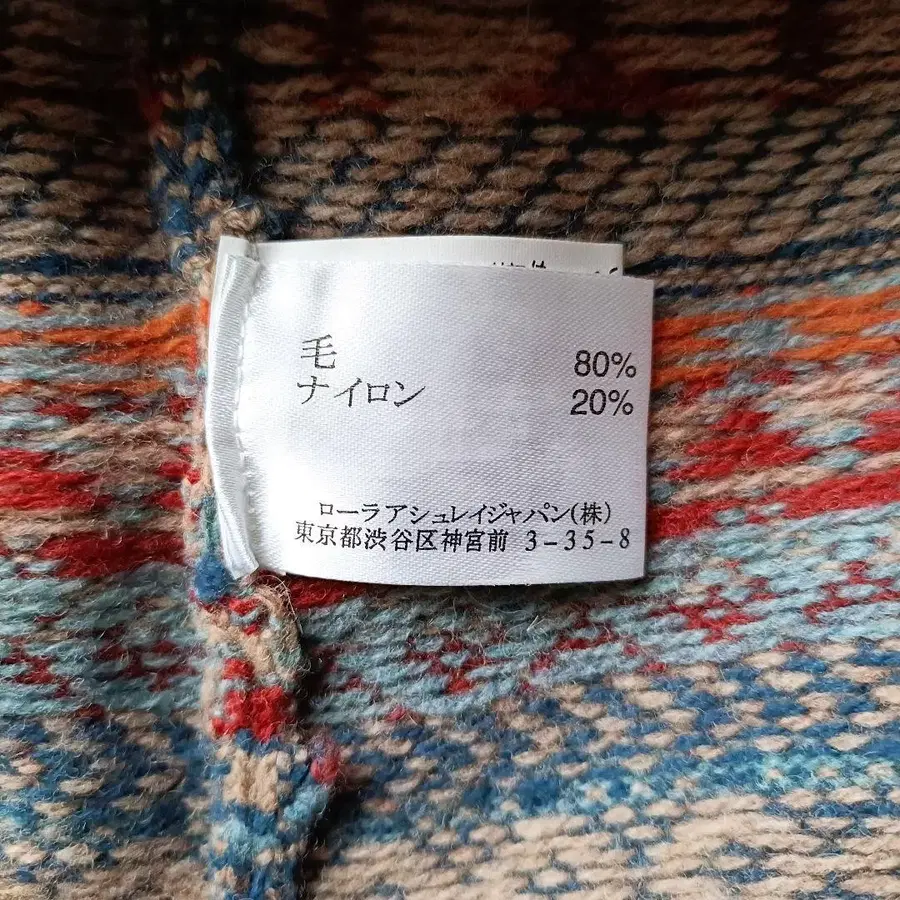 毛 80%
ナイロン 20%
ローラ アシュレイジャパン(株)
東京都渋谷区神宮前 3-35-8